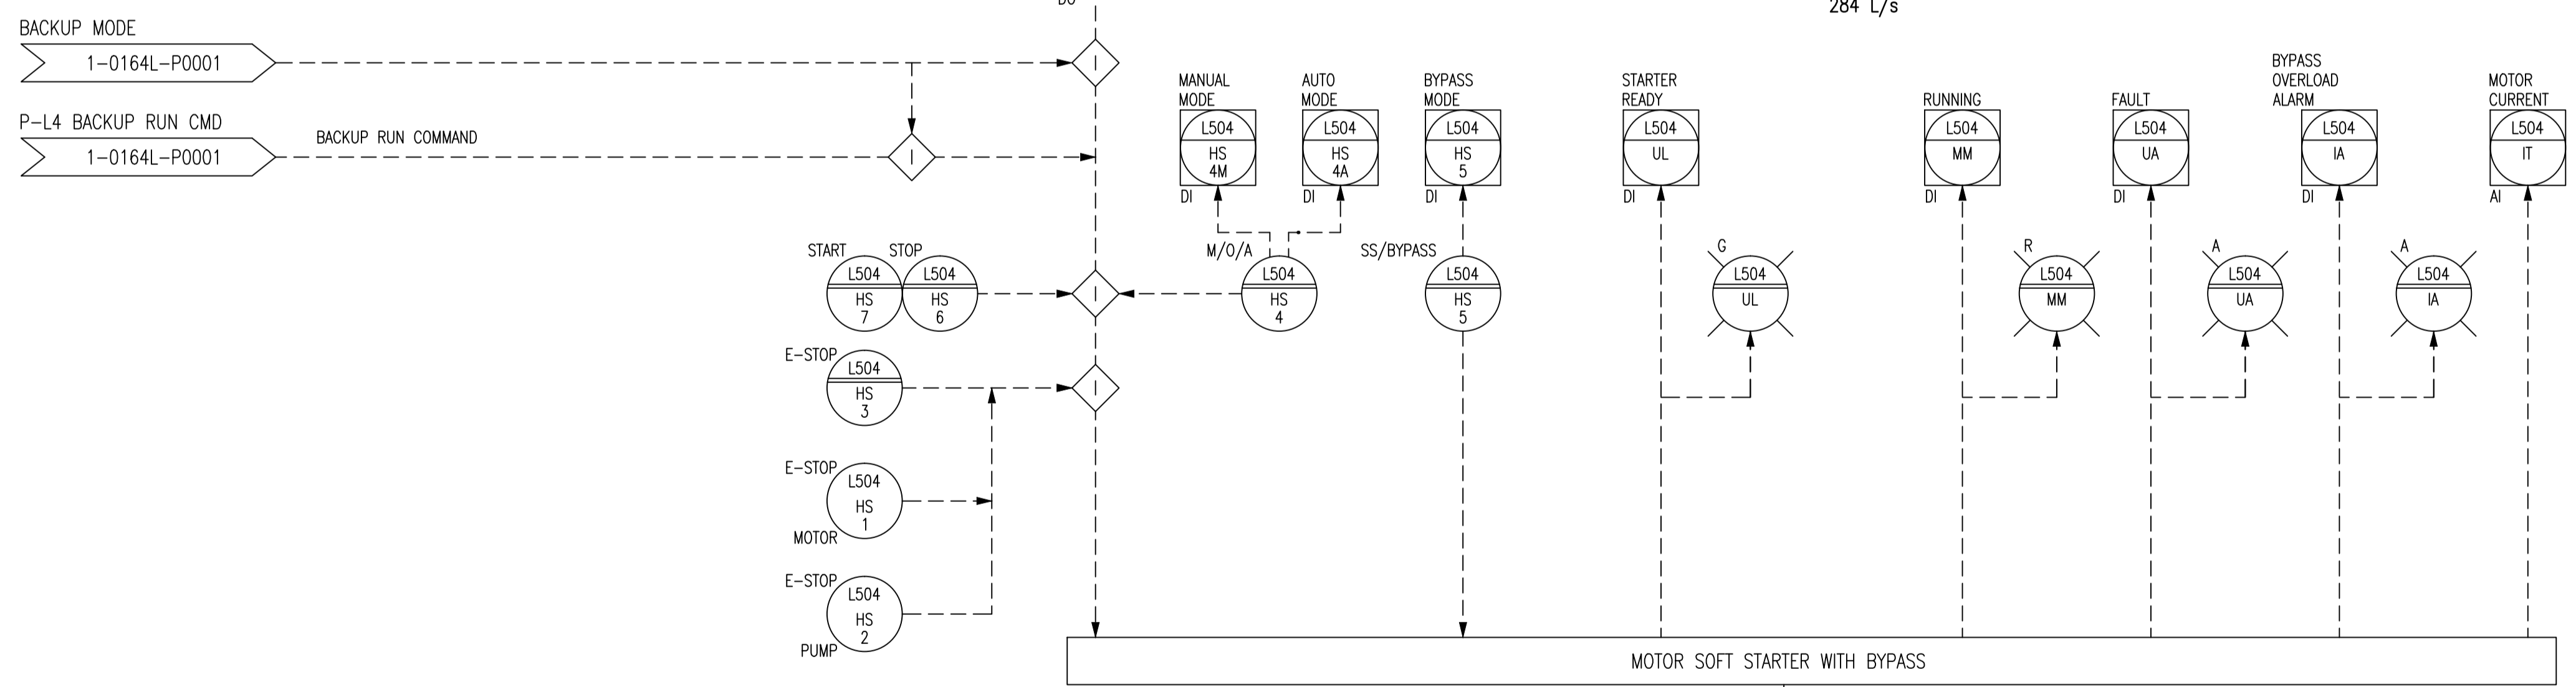 DO
284 L/s
BACKUP MODE
1-0164L-P0001
P-L4 BACKUP RUN CMD
1-0164L-P0001
BACKUP RUN COMMAND
I
I
MANUAL
MODE
L504
HS
4M
DI
AUTO
MODE
L504
HS
4A
DI
BYPASS
MODE
L504
HS
5
DI
STARTER
READY
L504
UL
DI
RUNNING
L504
MM
DI
FAULT
L504
UA
DI
BYPASS
OVERLOAD
ALARM
L504
IA
DI
MOTOR
CURRENT
L504
IT
AI
START
L504
HS
7
STOP
L504
HS
6
I
M/O/A
L504
HS
4
SS/BYPASS
L504
HS
5
G
L504
UL
R
L504
MM
A
L504
UA
A
L504
IA
E-STOP
L504
HS
3
I
E-STOP
L504
HS
1
MOTOR
E-STOP
L504
HS
2
PUMP
MOTOR SOFT STARTER WITH BYPASS